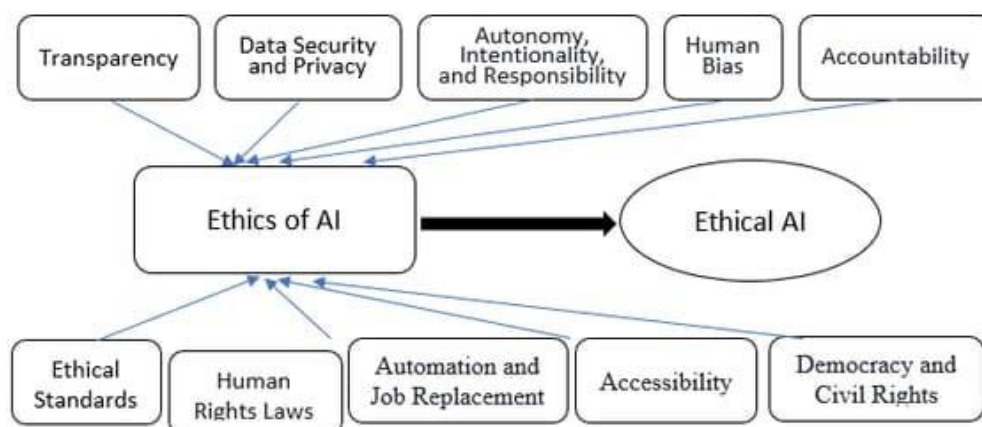 Transparency
Data Security
and Privacy
Autonomy,
Intentionality,
and Responsibility
Human
Bias
Accountability
Ethics of AI
Ethical AI
Ethical
Standards
Human
Rights Laws
Automation and
Job Replacement
Accessibility
Democracy and
Civil Rights